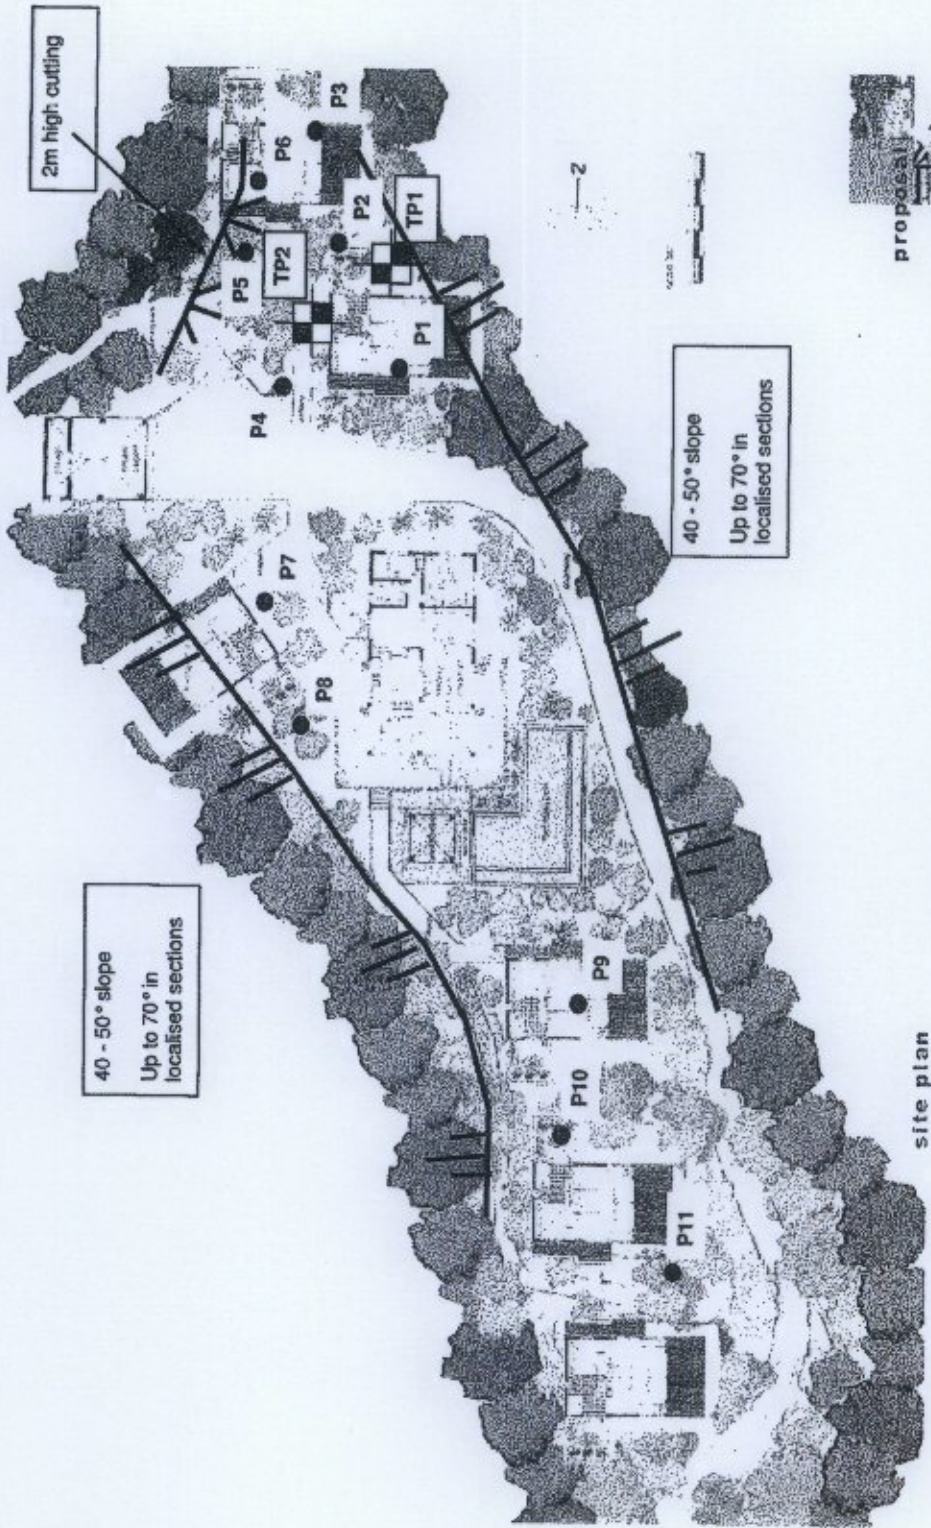 2m high cutting
P3
P6
P2
TP1
P5
TP2
P1
P4
P7
P8
40 - 50° slope
Up to 70° in
localised sections
40 - 50° slope
Up to 70° in
localised sections
P9
P10
P11
N
site plan
proposal